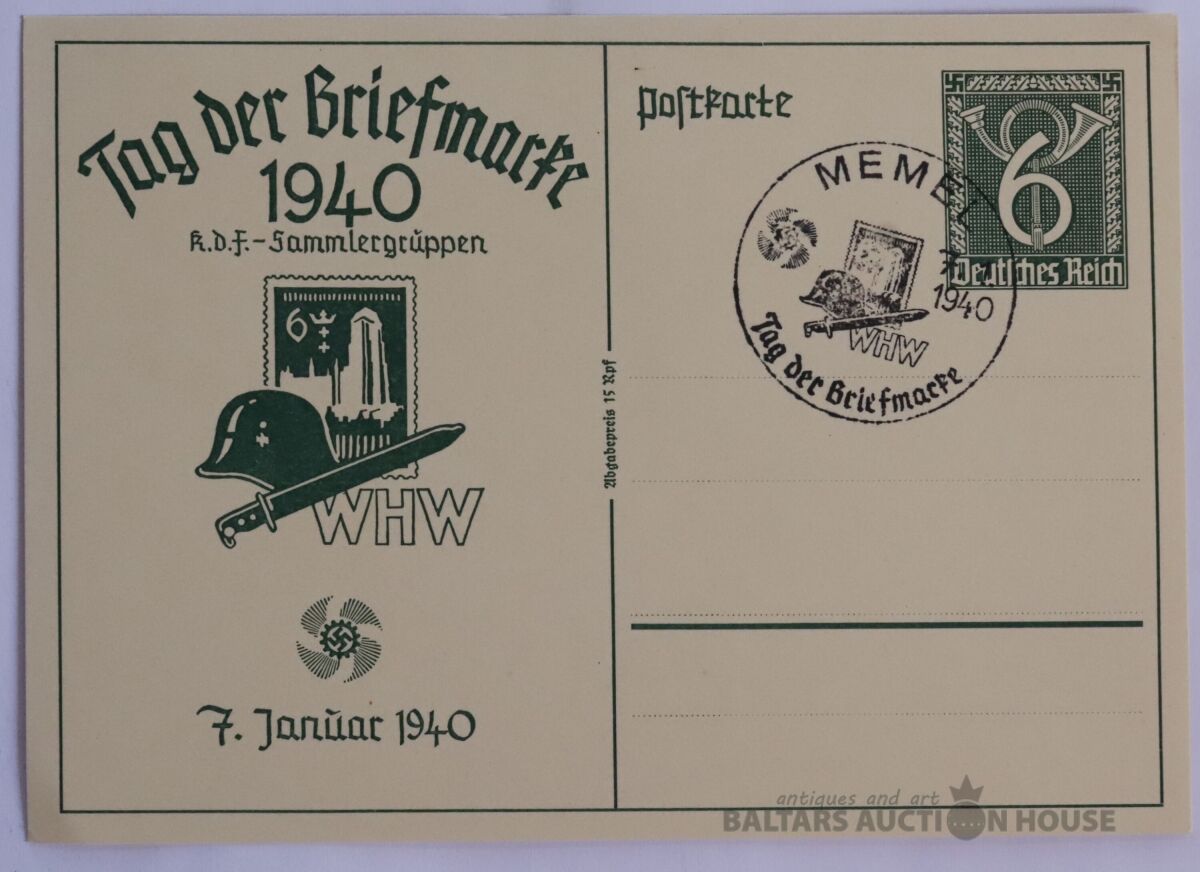 Tag der Briefmarke
1940
K.d.F.-Sammlergruppen
6
WHW
7. Januar 1940
Abgabepreis 15 Rpf
Postkarte
6
Deutsches Reich
MEMEL
1940
WHW
Tag der Briefmarke
antiques and art
BALTARS AUCTION HOUSE